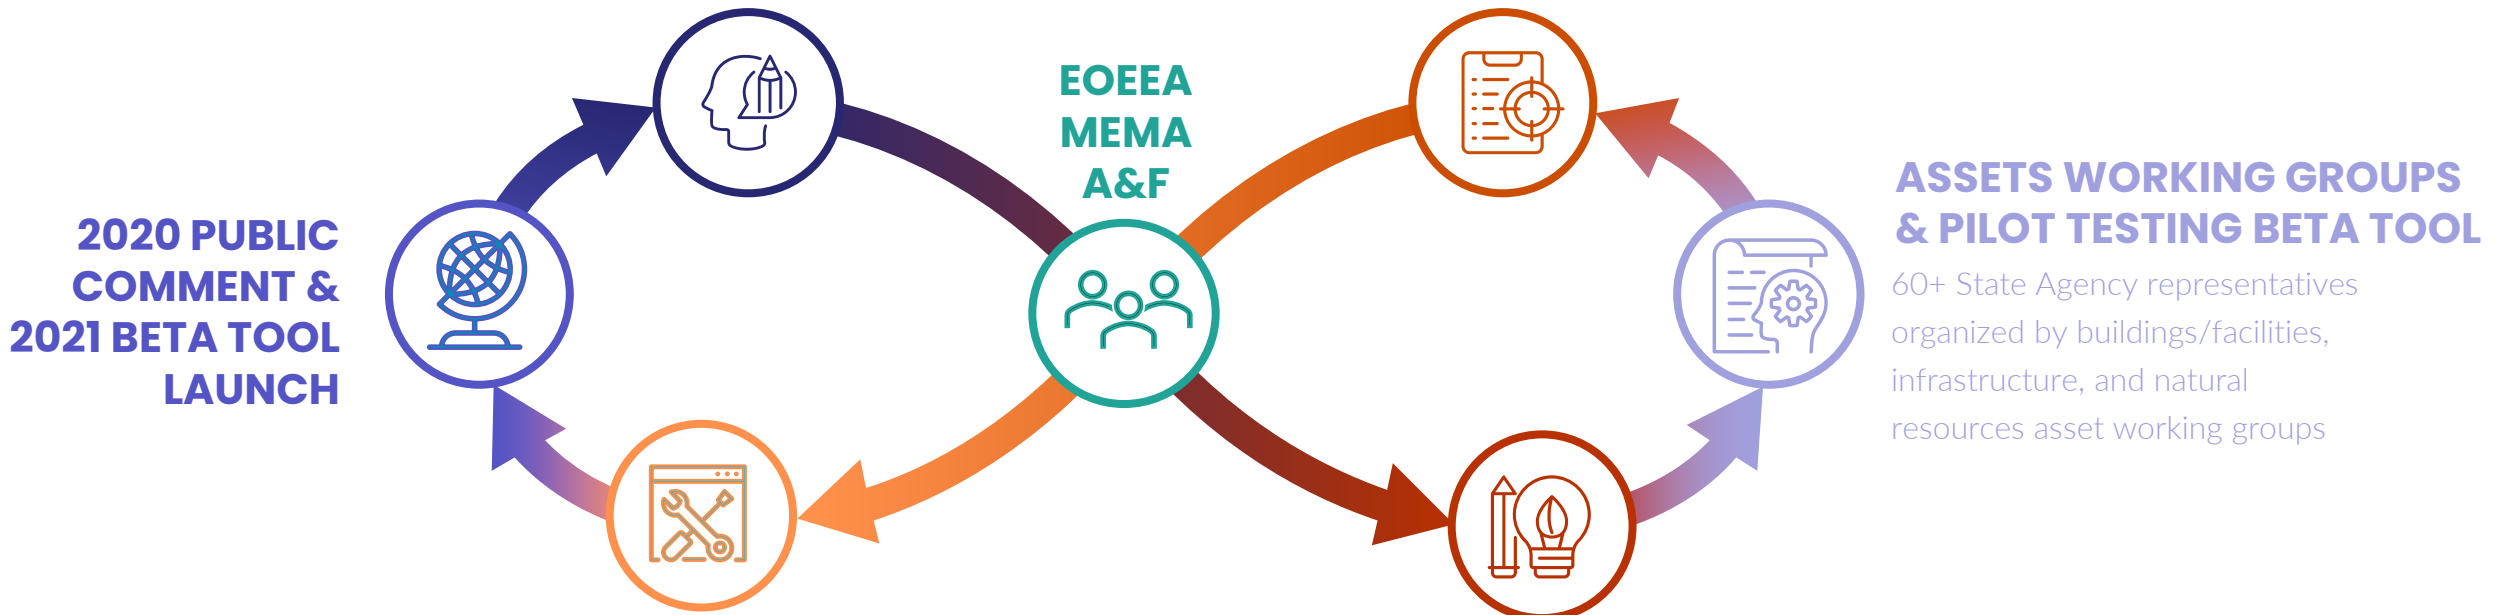 2020 PUBLIC
COMMENT &
2021 BETA TOOL
LAUNCH
EOEEA
MEMA
A&F
ASSETS WORKING GROUPS
& PILOT TESTING BETA TOOL
60+ State Agency representatives
organized by buildings/facilities,
infrastructure, and natural
resources asset working groups